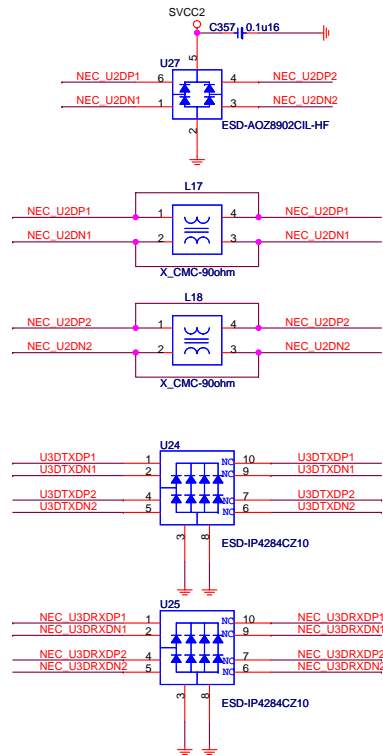 SVCC2
C357 0.1u16
U27
5
NEC_U2DP1 6 4 NEC_U2DP2
NEC_U2DN1 1 3 NEC_U2DN2
2
ESD-AOZ8902CIL-HF
L17
NEC_U2DP1 1 4 NEC_U2DP1
NEC_U2DN1 2 3 NEC_U2DN1
X_CMC-90ohm
L18
NEC_U2DP2 1 4 NEC_U2DP2
NEC_U2DN2 2 3 NEC_U2DN2
X_CMC-90ohm
U24
U3DTXDP1 1 NC 10 U3DTXDP1
U3DTXDN1 2 NC 9 U3DTXDN1
U3DTXDP2 4 NC 7 U3DTXDP2
U3DTXDN2 5 NC 6 U3DTXDN2
3 8
ESD-IP4284CZ10
U25
NEC_U3DRXDP1 1 NC 10 NEC_U3DRXDP1
NEC_U3DRXDN1 2 NC 9 NEC_U3DRXDN1
NEC_U3DRXDP2 4 NC 7 NEC_U3DRXDP2
NEC_U3DRXDN2 5 NC 6 NEC_U3DRXDN2
3 8
ESD-IP4284CZ10